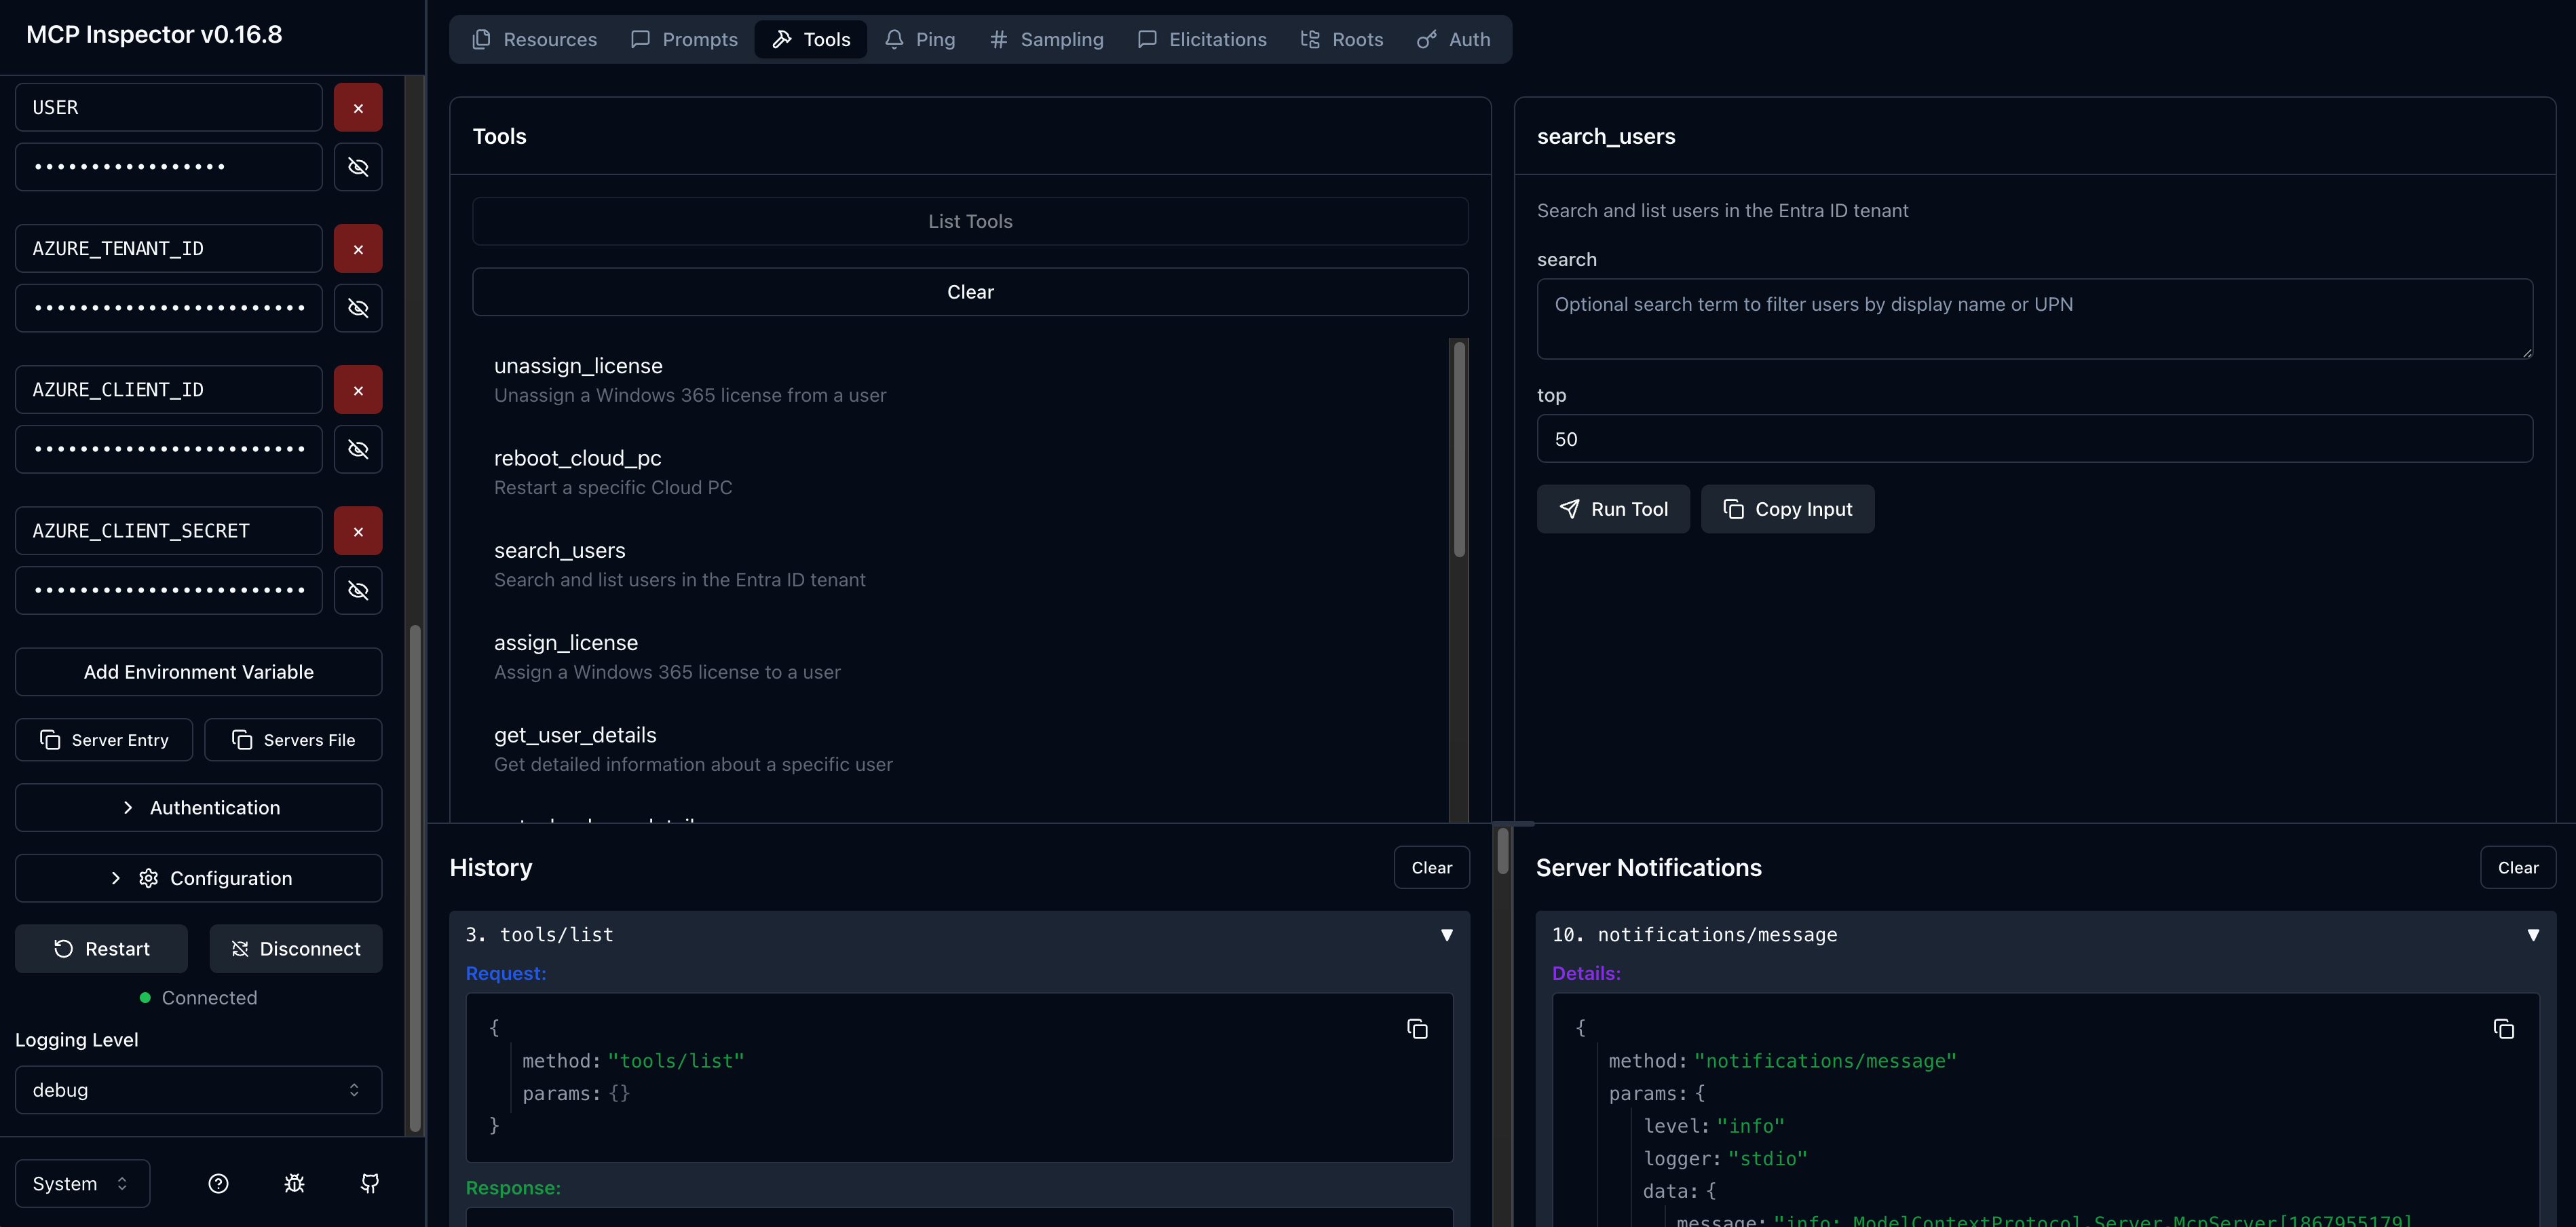 MCP Inspector v0.16.8
USER
AZURE_TENANT_ID
AZURE_CLIENT_ID
AZURE_CLIENT_SECRET
Add Environment Variable
Server Entry
Servers File
Authentication
Configuration
Restart
Disconnect
Connected
Logging Level
debug
System
Resources
Prompts
Tools
Ping
Sampling
Elicitations
Roots
Auth
Tools
List Tools
Clear
unassign_license
Unassign a Windows 365 license from a user
reboot_cloud_pc
Restart a specific Cloud PC
search_users
Search and list users in the Entra ID tenant
assign_license
Assign a Windows 365 license to a user
get_user_details
Get detailed information about a specific user
search_users
Search and list users in the Entra ID tenant
search
Optional search term to filter users by display name or UPN
top
50
Run Tool
Copy Input
History
Clear
3. tools/list
Request:
{
method: "tools/list"
params: {}
}
Response:
Server Notifications
Clear
10. notifications/message
Details:
{
method: "notifications/message"
params: {
level: "info"
logger: "stdio"
data: {
message: "info: ModelContextProtocol.Server.McpServer[1867955179]